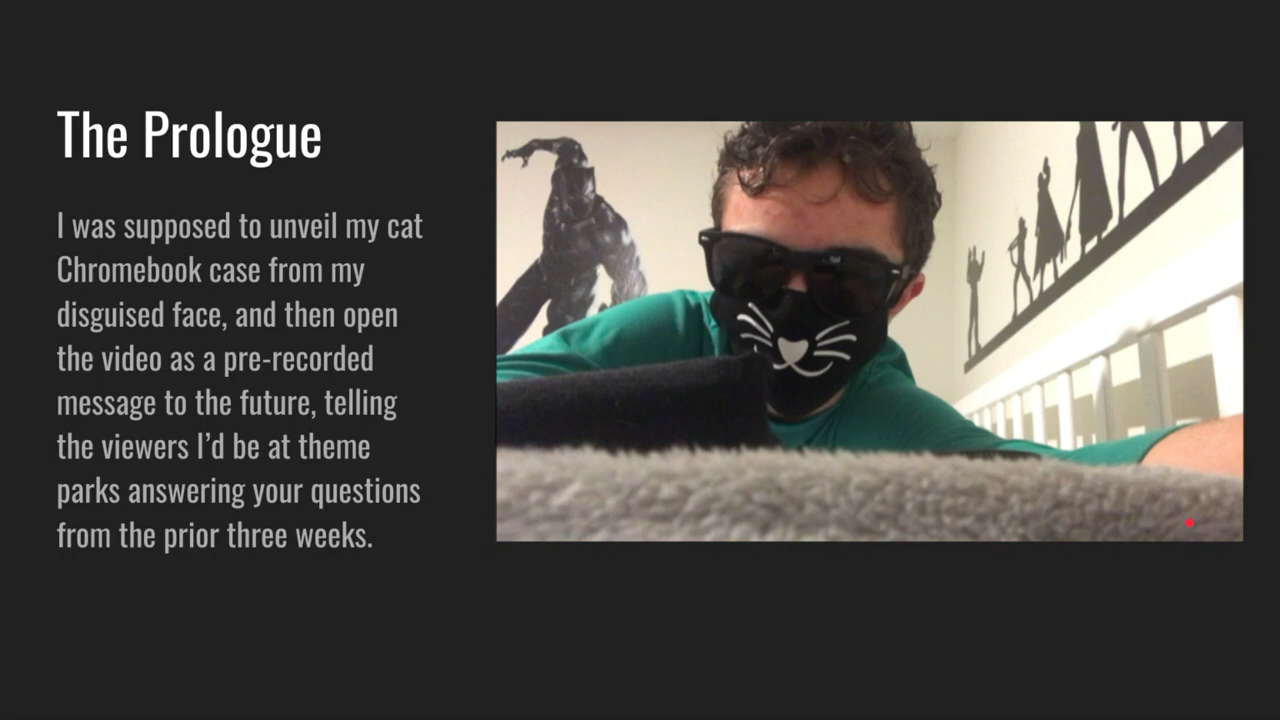 The Prologue
I was supposed to unveil my cat
Chromebook case from my
disguised face, and then open
the video as a pre-recorded
message to the future, telling
the viewers I’d be at theme
parks answering your questions
from the prior three weeks.